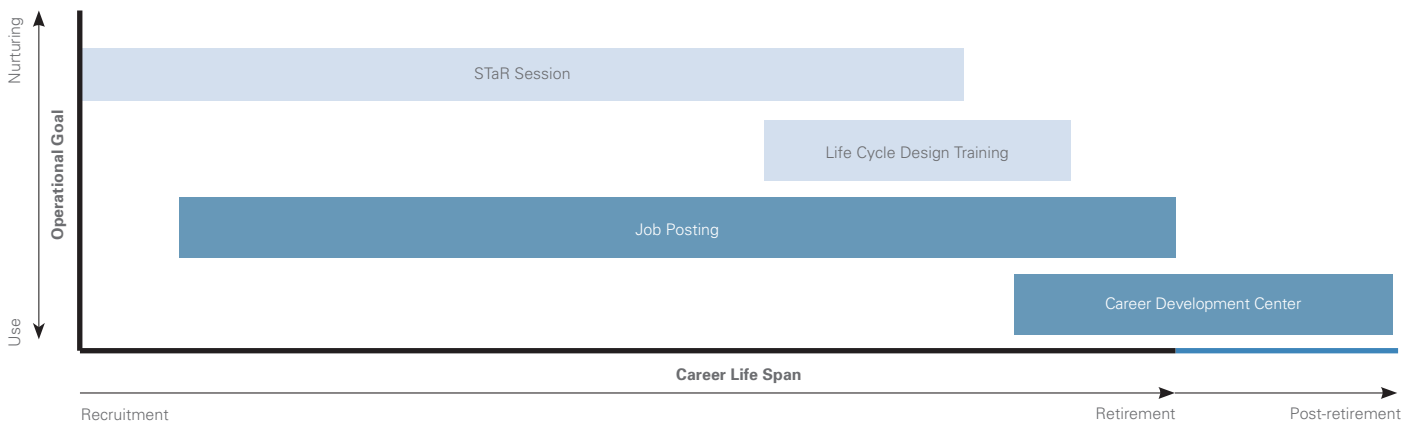 Nurturing
Operational Goal
Use
STaR Session
Life Cycle Design Training
Job Posting
Career Development Center
Career Life Span
Recruitment
Retirement
Post-retirement